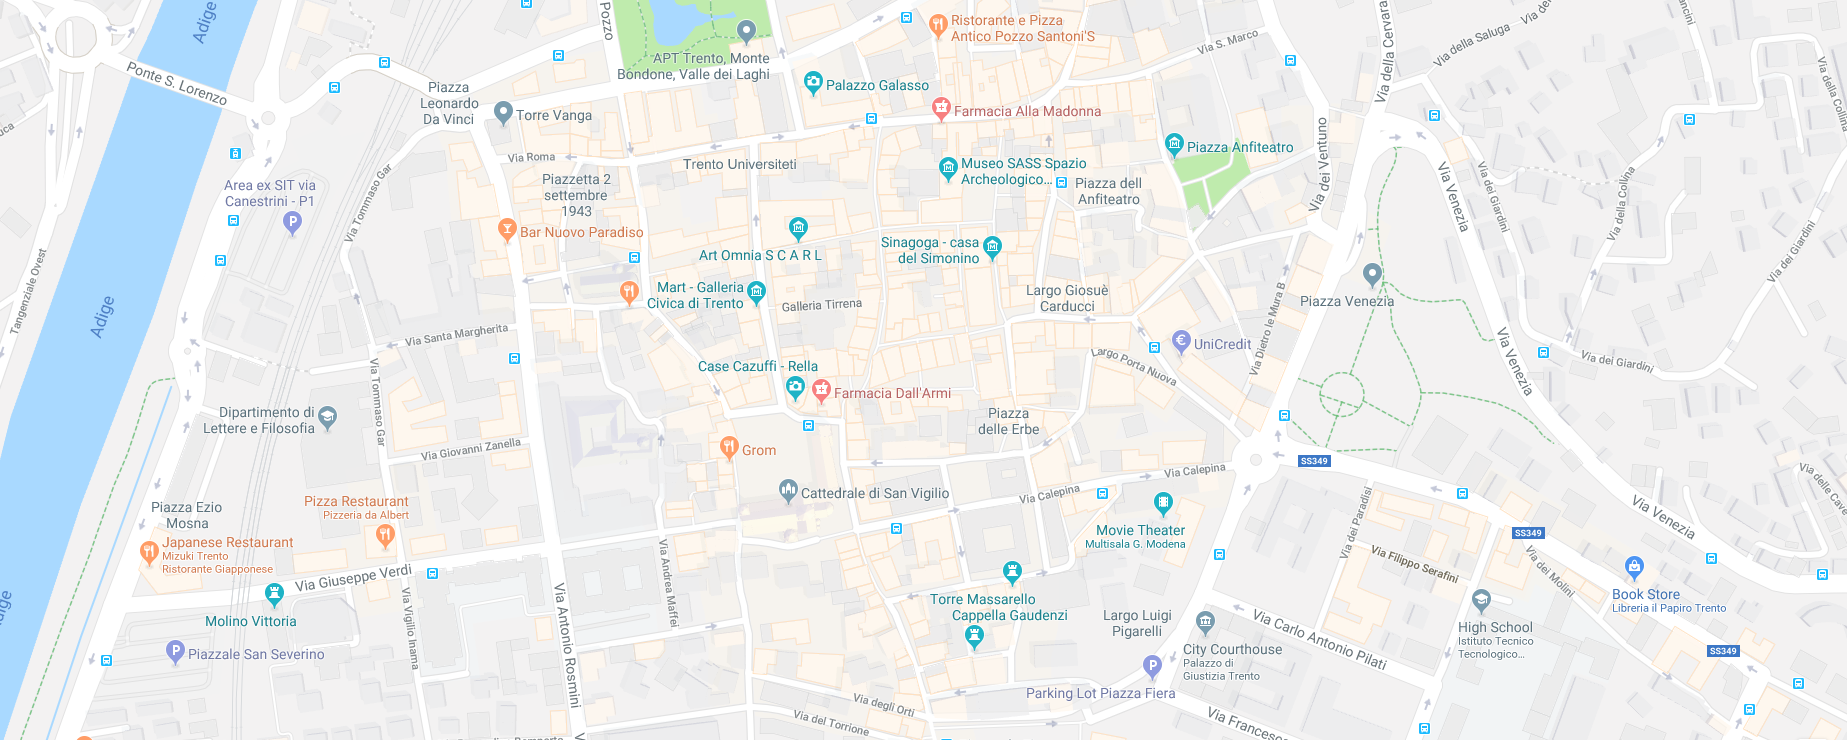 Adige
Pozzo
Ristorante e Pizza
Antico Pozzo Santoni'S
Via S. Marco
Via della Cervara
Via della Saluga
Via de
ancini
Via della Collina
APT Trento, Monte
Bondone, Valle dei Laghi
Ponte S. Lorenzo
Piazza
Leonardo
Da Vinci
Torre Vanga
Palazzo Galasso
Farmacia Alla Madonna
uca
Via Roma
Trento Universiteti
Museo SASS Spazio
Archeologico...
Piazza Anfiteatro
Via dei Ventuno
Via Venezia
Via dei Giardini
Via della Collina
Area ex SIT via
Canestrini - P1
Via Tommaso Gar
Piazzetta 2
settembre
1943
Piazza dell
Anfiteatro
Bar Nuovo Paradiso
Art Omnia S C A R L
Sinagoga - casa
del Simonino
Via dei Giardini
Tangenziale Ovest
Adige
Mart - Galleria
Civica di Trento
Galleria Tirrena
Largo Giosuè
Carducci
Piazza Venezia
Via Dietro le Mura B
Via Santa Margherita
UniCredit
Largo Porta Nuova
Via Venezia
Via dei Giardini
Case Cazuffi - Rella
Farmacia Dall'Armi
Via Tommaso Gar
Dipartimento di
Lettere e Filosofia
Piazza
delle Erbe
Via Giovanni Zanella
Grom
SS349
Via Calepina
Via delle Cave
Cattedrale di San Vigilio
Via Calepina
Piazza Ezio
Mosna
Pizza Restaurant
Pizzeria da Albert
Movie Theater
Multisala G. Modena
Via dei Paradisi
Via Venezia
SS349
Japanese Restaurant
Mizuki Trento
Ristorante Giapponese
Via Giuseppe Verdi
Via Andrea Maffei
Via Filippo Serafini
Via dei Molini
Adige
Molino Vittoria
Via Vigilio Inama
Via Antonio Rosmini
Torre Massarello
Cappella Gaudenzi
Largo Luigi
Pigarelli
Via Carlo Antonio Pilati
High School
Istituto Tecnico
Tecnologico...
Book Store
Libreria il Papiro Trento
Piazzale San Severino
City Courthouse
Palazzo di
Giustizia Trento
SS349
Parking Lot Piazza Fiera
Via degli Orti
Via del Torrione
Via Francesco